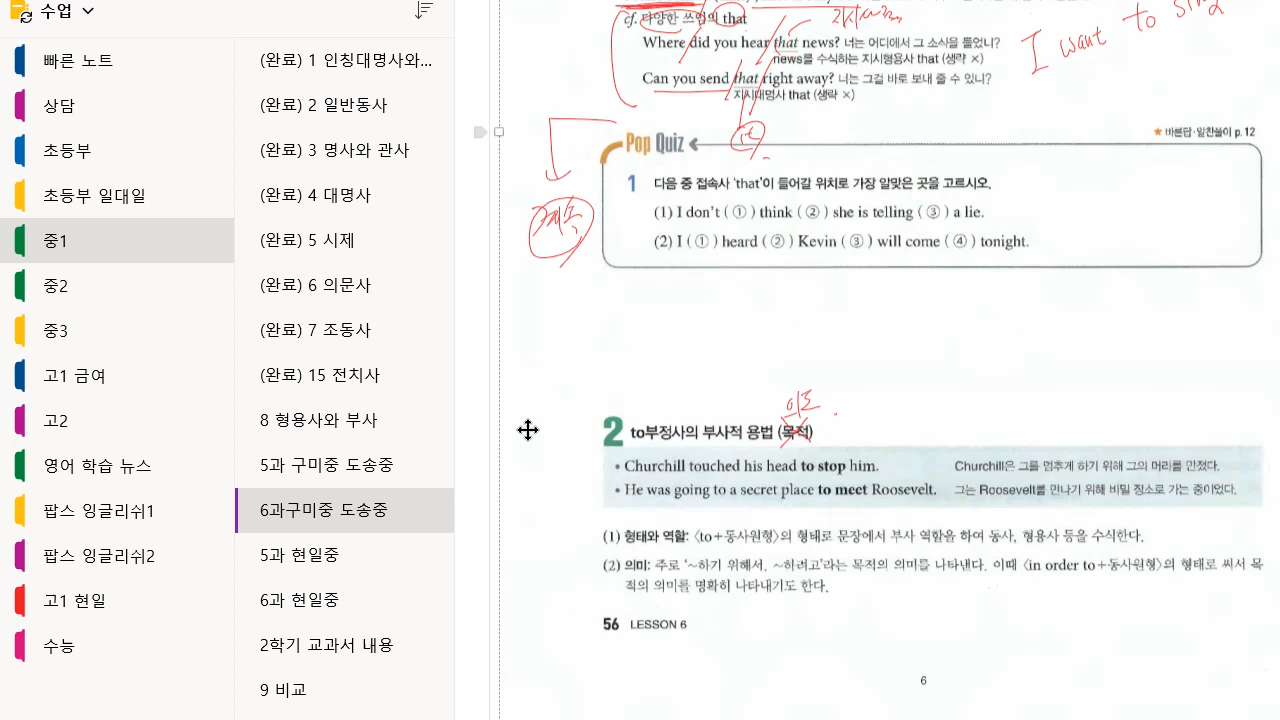 수업
빠른 노트
상담
초등부
초등부 일대일
중1
중2
중3
고1 금여
고2
영어 학습 뉴스
팝스 잉글리쉬1
팝스 잉글리쉬2
고1 현일
수능
(완료) 1 인칭대명사와...
(완료) 2 일반동사
(완료) 3 명사와 관사
(완료) 4 대명사
(완료) 5 시제
(완료) 6 의문사
(완료) 7 조동사
(완료) 15 전치사
8 형용사와 부사
5과 구미중 도송중
6과구미중 도송중
5과 현일중
6과 현일중
2학기 교과서 내용
9 비교
cf. 다양한 쓰임의 that
I want to sing
Where did you hear that news? 너는 어디에서 그 소식을 들었니?
news를 수식하는 지시형용사 that (생략 ×)
Can you send that right away? 너는 그걸 바로 보내 줄 수 있니?
지시대명사 that (생략 ×)
it
Pop Quiz
★ 바른답·알찬풀이 p.12
1 다음 중 접속사 'that'이 들어갈 위치로 가장 알맞은 곳을 고르시오.
(1) I don't ( ① ) think ( ② ) she is telling ( ③ ) a lie.
(2) I ( ① ) heard ( ② ) Kevin ( ③ ) will come ( ④ ) tonight.
계속
의도
2 to부정사의 부사적 용법 (목적)
• Churchill touched his head to stop him. Churchill은 그를 멈추게 하기 위해 그의 머리를 만졌다.
• He was going to a secret place to meet Roosevelt. 그는 Roosevelt를 만나기 위해 비밀 장소로 가는 중이었다.
(1) 형태와 역할: 〈to+동사원형〉의 형태로 문장에서 부사 역할을 하여 동사, 형용사 등을 수식한다.
(2) 의미: 주로 '~하기 위해서, ~하려고'라는 목적의 의미를 나타낸다. 이때 〈in order to+동사원형〉의 형태로 써서 목
적의 의미를 명확히 나타내기도 한다.
56 LESSON 6
6